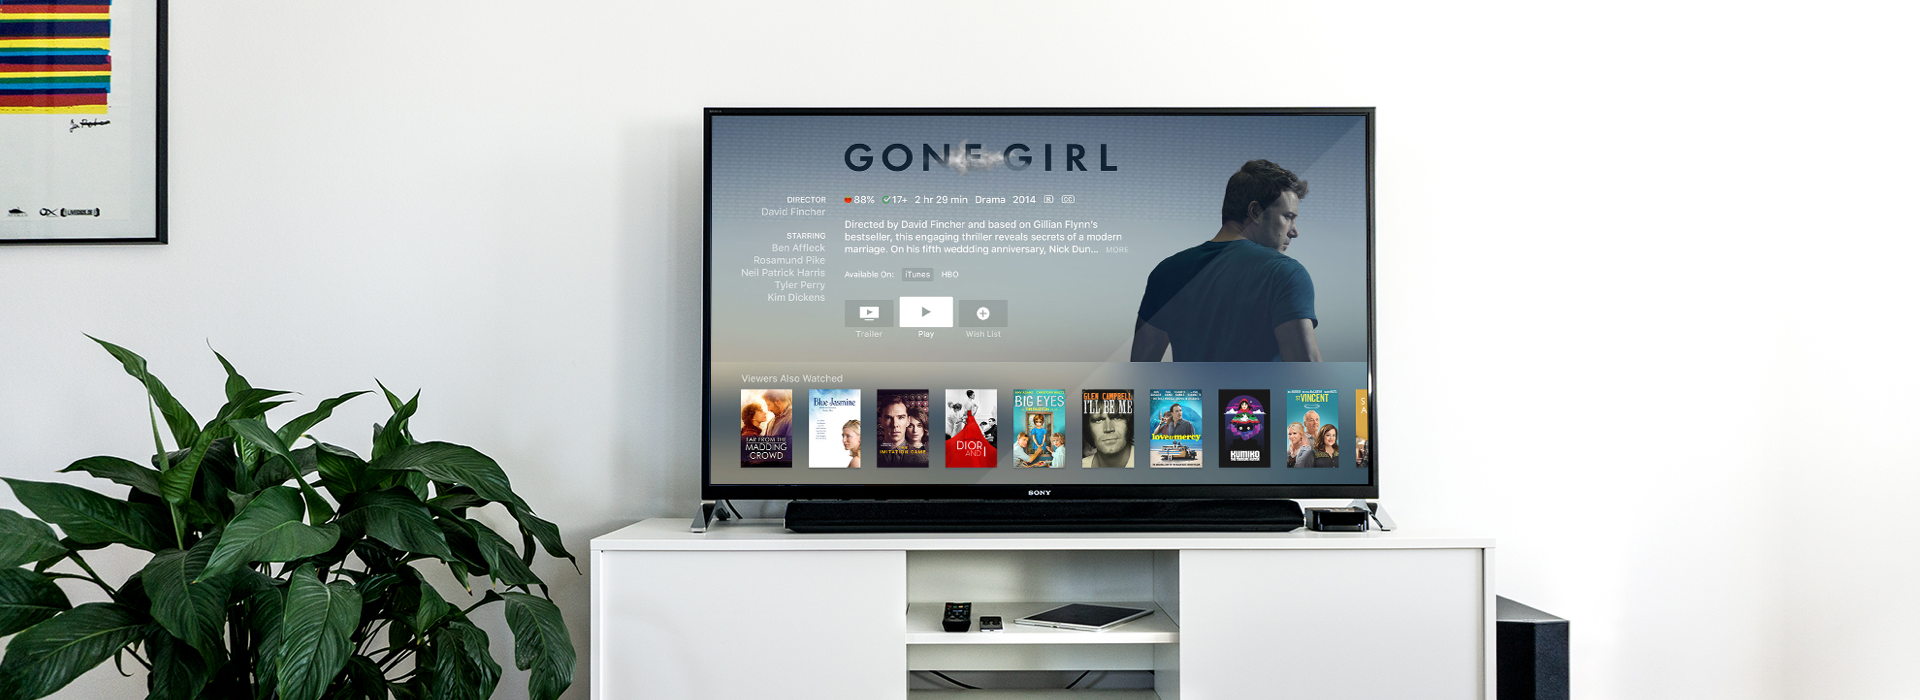 GONE GIRL
DIRECTOR
David Fincher
STARRING
Ben Affleck
Rosamund Pike
Neil Patrick Harris
Tyler Perry
Kim Dickens
88% 17+ 2 hr 29 min Drama 2014 R CC
Directed by David Fincher and based on Gillian Flynn's
bestseller, this engaging thriller reveals secrets of a modern
marriage. On his fifth weddding anniversary, Nick Dun... MORE
Available On: iTunes HBO
Trailer Play Wish List
Viewers Also Watched
FAR FROM THE
MADDING
CROWD
Blue Jasmine
IMITATION GAME
DIOR
AND I
BIG EYES
GLEN CAMPBELL
I'LL BE ME
love&mercy
KUMIKO
ST. VINCENT
SONY